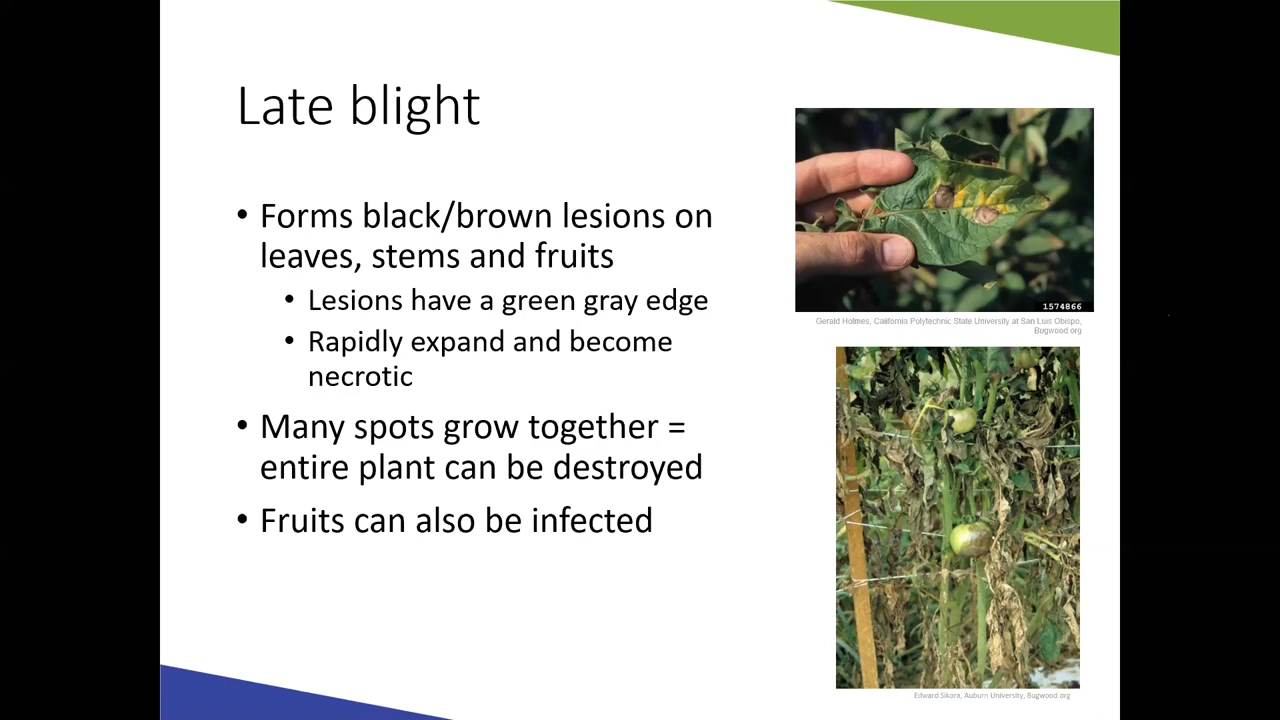 Late blight
• Forms black/brown lesions on
leaves, stems and fruits
• Lesions have a green gray edge
• Rapidly expand and become
necrotic
• Many spots grow together =
entire plant can be destroyed
• Fruits can also be infected
1574866
Gerald Holmes, California Polytechnic State University at San Luis Obispo,
Bugwood.org
Edward Sikora, Auburn University, Bugwood.org